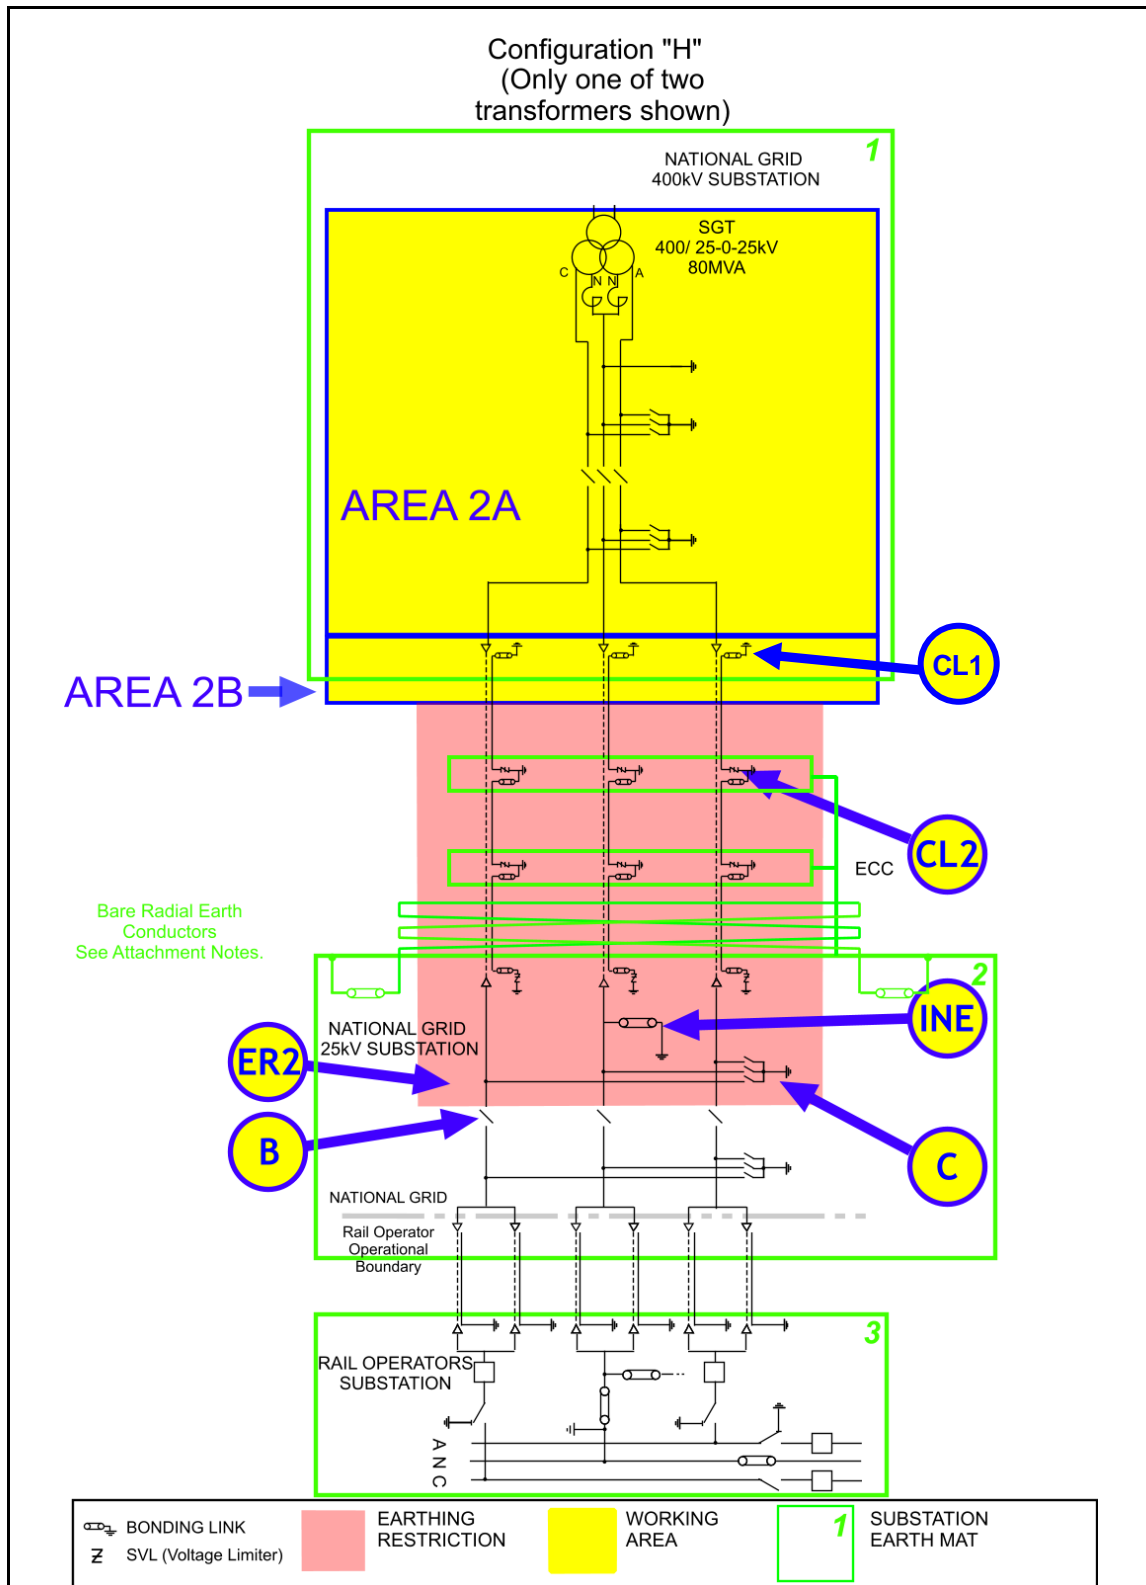 Configuration "H"
(Only one of two
transformers shown)
1
NATIONAL GRID
400kV SUBSTATION
SGT
400/ 25-0-25kV
80MVA
C
N N
A
AREA 2A
CL1
AREA 2B
CL2
ECC
Bare Radial Earth
Conductors
See Attachment Notes.
2
INE
NATIONAL GRID
25kV SUBSTATION
ER2
B
C
NATIONAL GRID
Rail Operator
Operational
Boundary
3
RAIL OPERATORS
SUBSTATION
A
N
C
BONDING LINK
SVL (Voltage Limiter)
EARTHING
RESTRICTION
WORKING
AREA
1
SUBSTATION
EARTH MAT